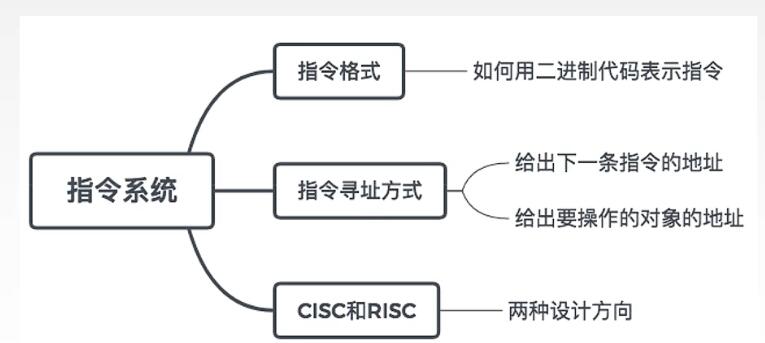 指令系统
指令格式
如何用二进制代码表示指令
指令寻址方式
给出下一条指令的地址
给出要操作的对象的地址
CISC和RISC
两种设计方向